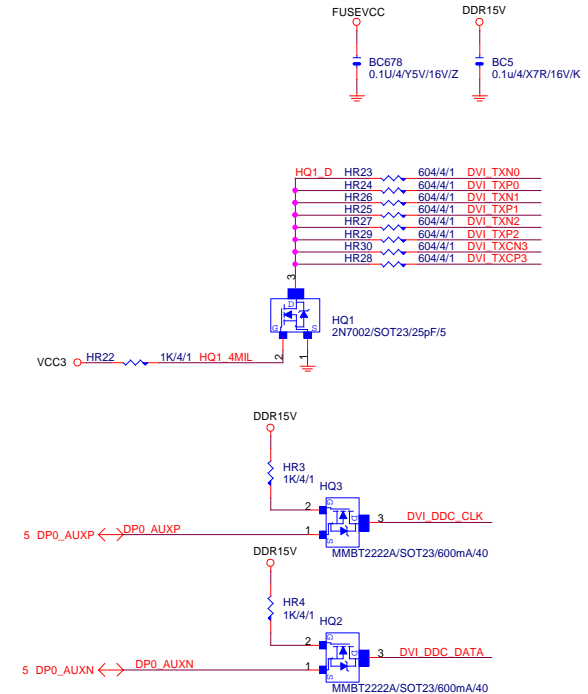 FUSEVCC
DDR15V
BC678
0.1U/4/Y5V/16V/Z
BC5
0.1u/4/X7R/16V/K
HQ1_D HR23 604/4/1 DVI_TXN0
HR24 604/4/1 DVI_TXP0
HR26 604/4/1 DVI_TXN1
HR25 604/4/1 DVI_TXP1
HR27 604/4/1 DVI_TXN2
HR29 604/4/1 DVI_TXP2
HR30 604/4/1 DVI_TXCN3
HR28 604/4/1 DVI_TXCP3
3
D
G S
HQ1
2N7002/SOT23/25pF/5
2 1
VCC3 HR22 1K/4/1 HQ1_4MIL
DDR15V
HR3
1K/4/1
HQ3
2
G
D
S
3 DVI_DDC_CLK
5 DP0_AUXP DP0_AUXP 1
MMBT2222A/SOT23/600mA/40
DDR15V
HR4
1K/4/1
HQ2
2
G
D
S
3 DVI_DDC_DATA
5 DP0_AUXN DP0_AUXN 1
MMBT2222A/SOT23/600mA/40